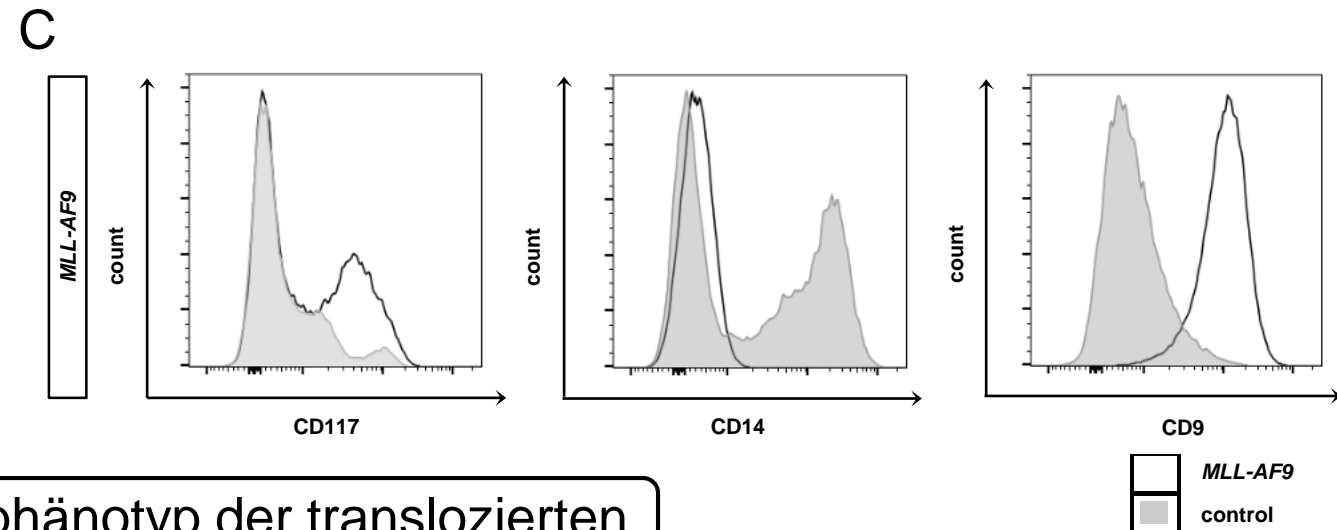 C
MLL-AF9
count
CD117
count
CD14
count
CD9
MLL-AF9
control
phänotyp der translozierten